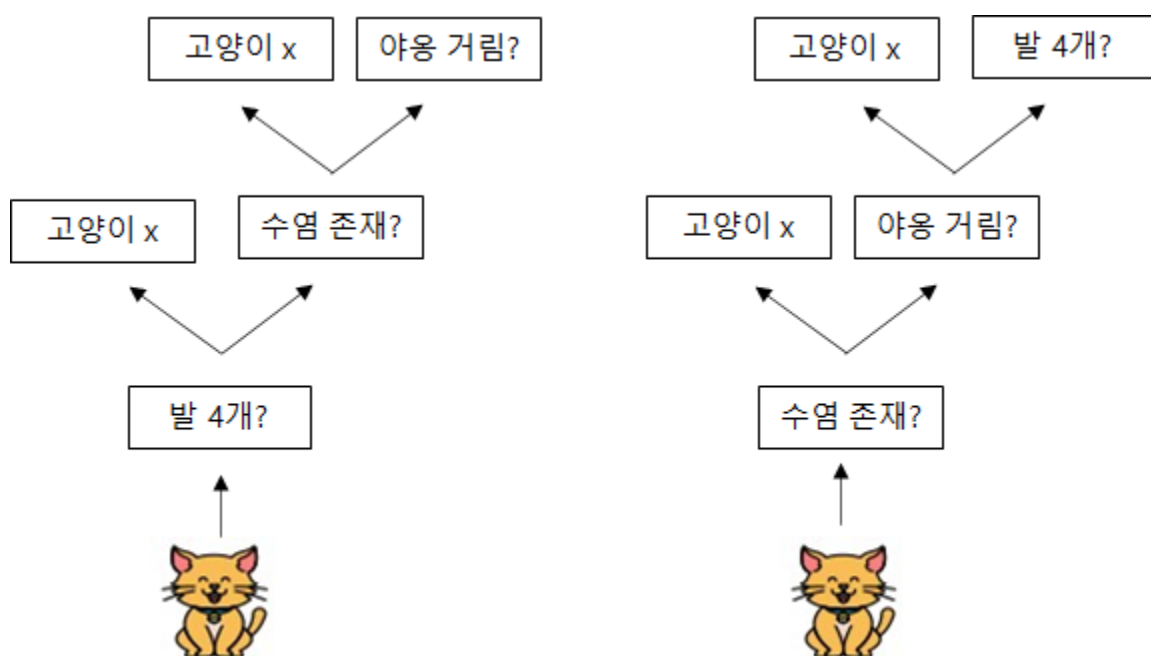 고양이 x
야옹 거림?
고양이 x
수염 존재?
발 4개?
고양이 x
발 4개?
고양이 x
야옹 거림?
수염 존재?